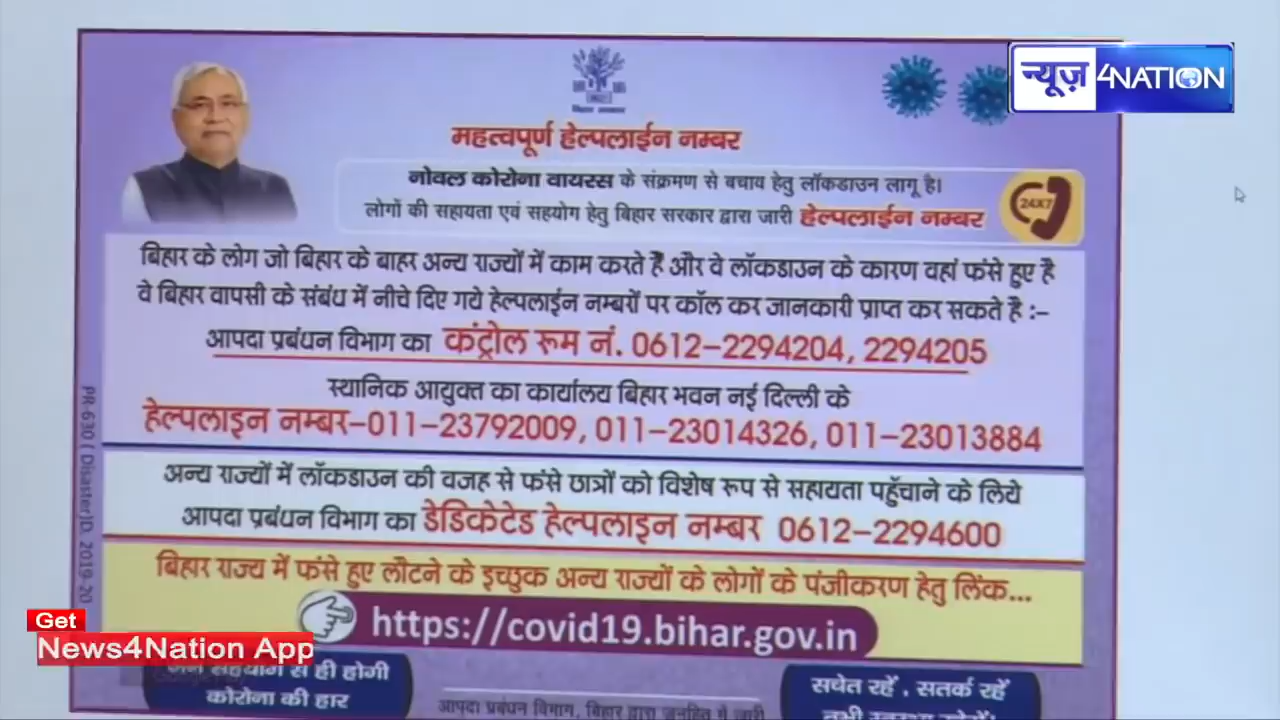 न्यूज़ 4NATION
महत्वपूर्ण हेल्पलाईन नम्बर
नोवल कोरोना वायरस के संक्रमण से बचाय हेतु लॉकडाउन लागू है।
लोगों की सहायता एवं सहयोग हेतु बिहार सरकार द्वारा जारी हेल्पलाईन नम्बर
24X7
बिहार के लोग जो बिहार के बाहर अन्य राज्यों में काम करते हैं और वे लॉकडाउन के कारण वहां फंसे हुए है
वे बिहार वापसी के संबंध में नीचे दिए गये हेल्पलाईन नम्बरों पर कॉल कर जानकारी प्राप्त कर सकते है :–
आपदा प्रबंधन विभाग का कंट्रोल रूम नं. 0612–2294204, 2294205
स्थानिक आयुक्त का कार्यालय बिहार भवन नई दिल्ली के
हेल्पलाइन नम्बर–011–23792009, 011–23014326, 011–23013884
अन्य राज्यों में लॉकडाउन की वजह से फंसे छात्रों को विशेष रूप से सहायता पहुँचाने के लिये
आपदा प्रबंधन विभाग का डेडिकेटेड हेल्पलाइन नम्बर 0612–2294600
बिहार राज्य में फंसे हुए लौटने के इच्छुक अन्य राज्यों के लोगों के पंजीकरण हेतु लिंक...
https://covid19.bihar.gov.in
PR-630 ( Disaster)D. 2019-20
Get
News4Nation App
जन सहयोग से ही होगी
कोरोना की हार
सचेत रहें , सतर्क रहें
आपदा प्रबंधन विभाग, बिहार द्वारा जनहित में जारी